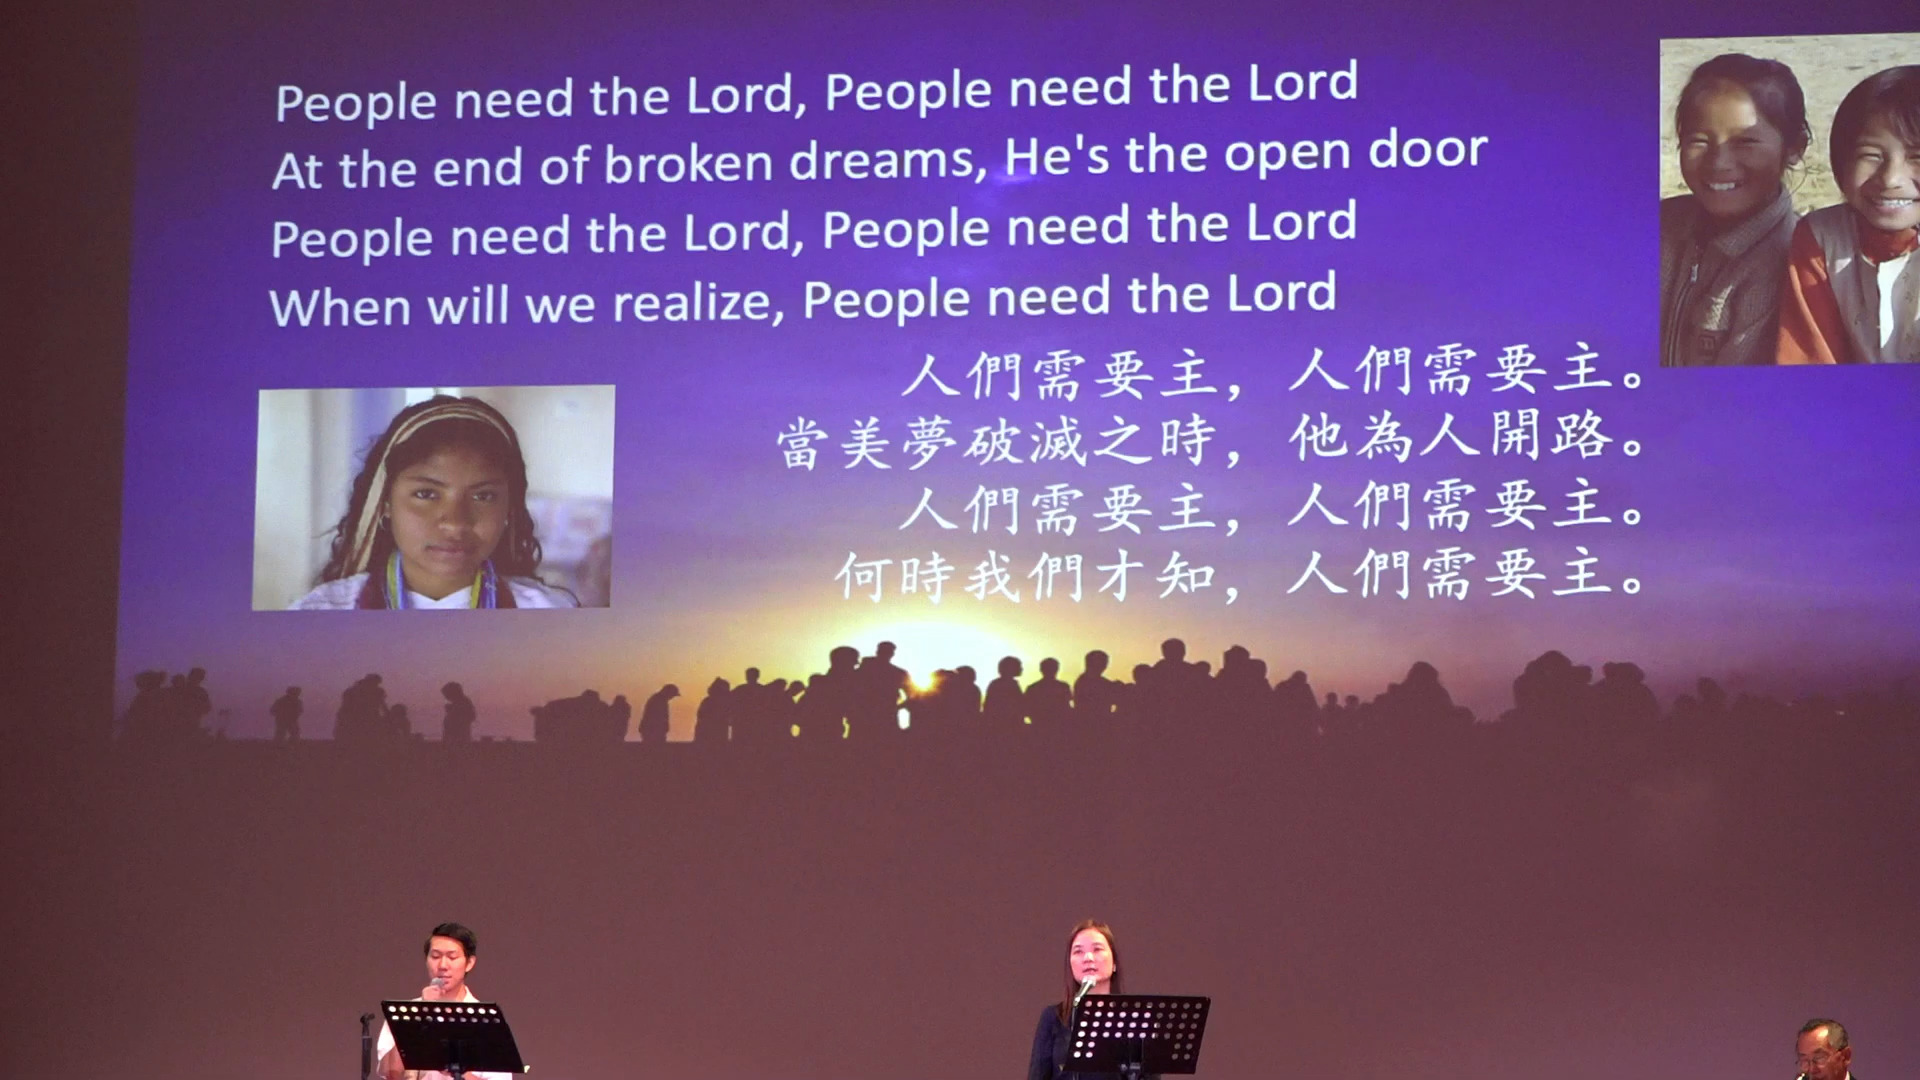 People need the Lord, People need the Lord
At the end of broken dreams, He's the open door
People need the Lord, People need the Lord
When will we realize, People need the Lord
人們需要主，人們需要主。
當美夢破滅之時，他為人開路。
人們需要主，人們需要主。
何時我們才知，人們需要主。